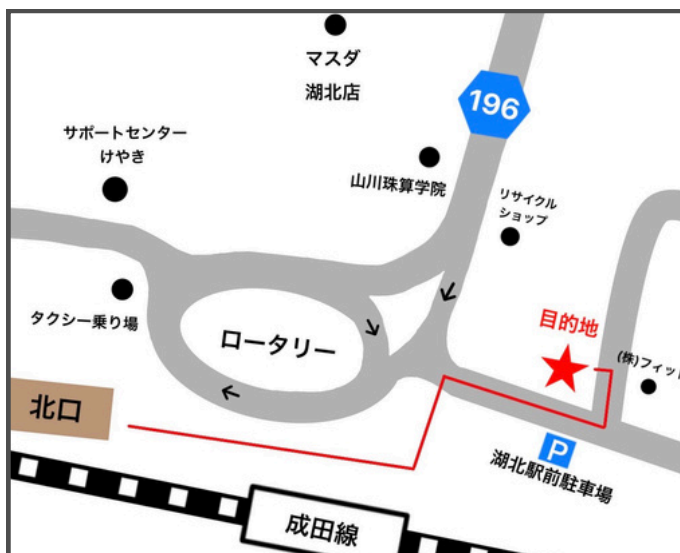 マスダ
湖北店
196
サポートセンター
けやき
山川珠算学院
リサイクル
ショップ
タクシー乗り場
ロータリー
目的地
(株)フィット
北口
P
湖北駅前駐車場
成田線